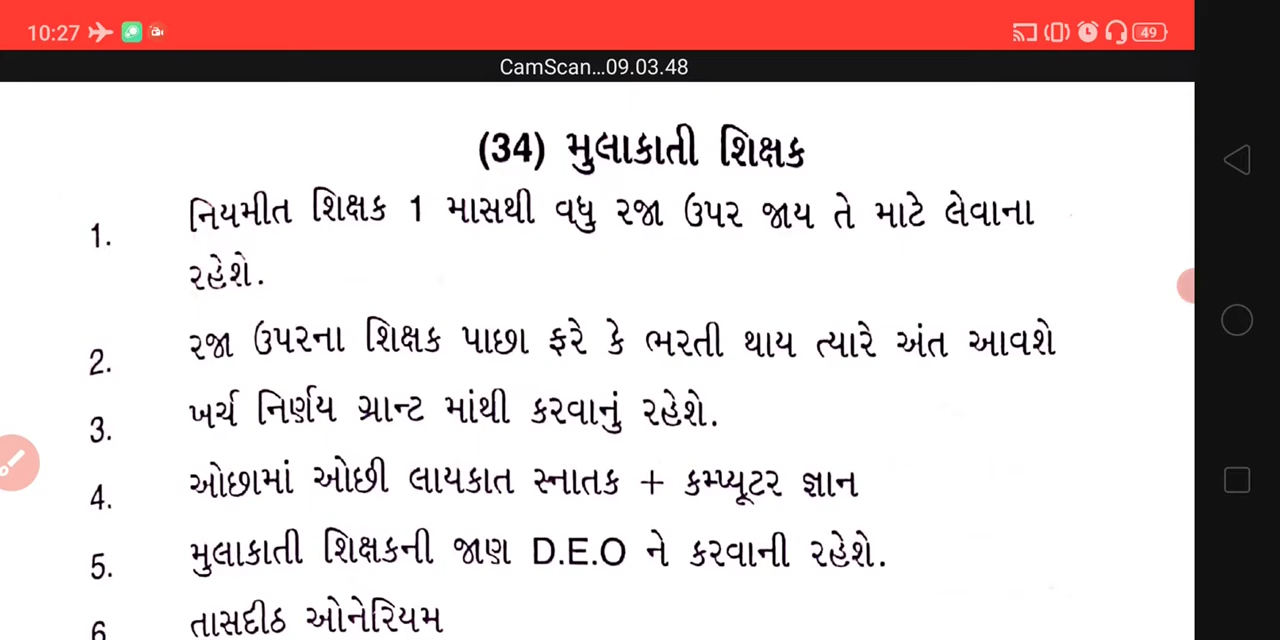 10:27
49
CamScan...09.03.48
(34) મુલાકાતી શિક્ષક
1. નિયમીત શિક્ષક 1 માસથી વધુ રજા ઉપર જાય તે માટે લેવાના
રહેશે.
2. રજા ઉપરના શિક્ષક પાછા ફરે કે ભરતી થાય ત્યારે અંત આવશે
3. ખર્ચ નિર્ણય ગ્રાન્ટ માંથી કરવાનું રહેશે.
4. ઓછામાં ઓછી લાયકાત સ્નાતક + કમ્પ્યૂટર જ્ઞાન
5. મુલાકાતી શિક્ષકની જાણ D.E.O ને કરવાની રહેશે.
6 તાસદીઠ ઓનેરિયમ